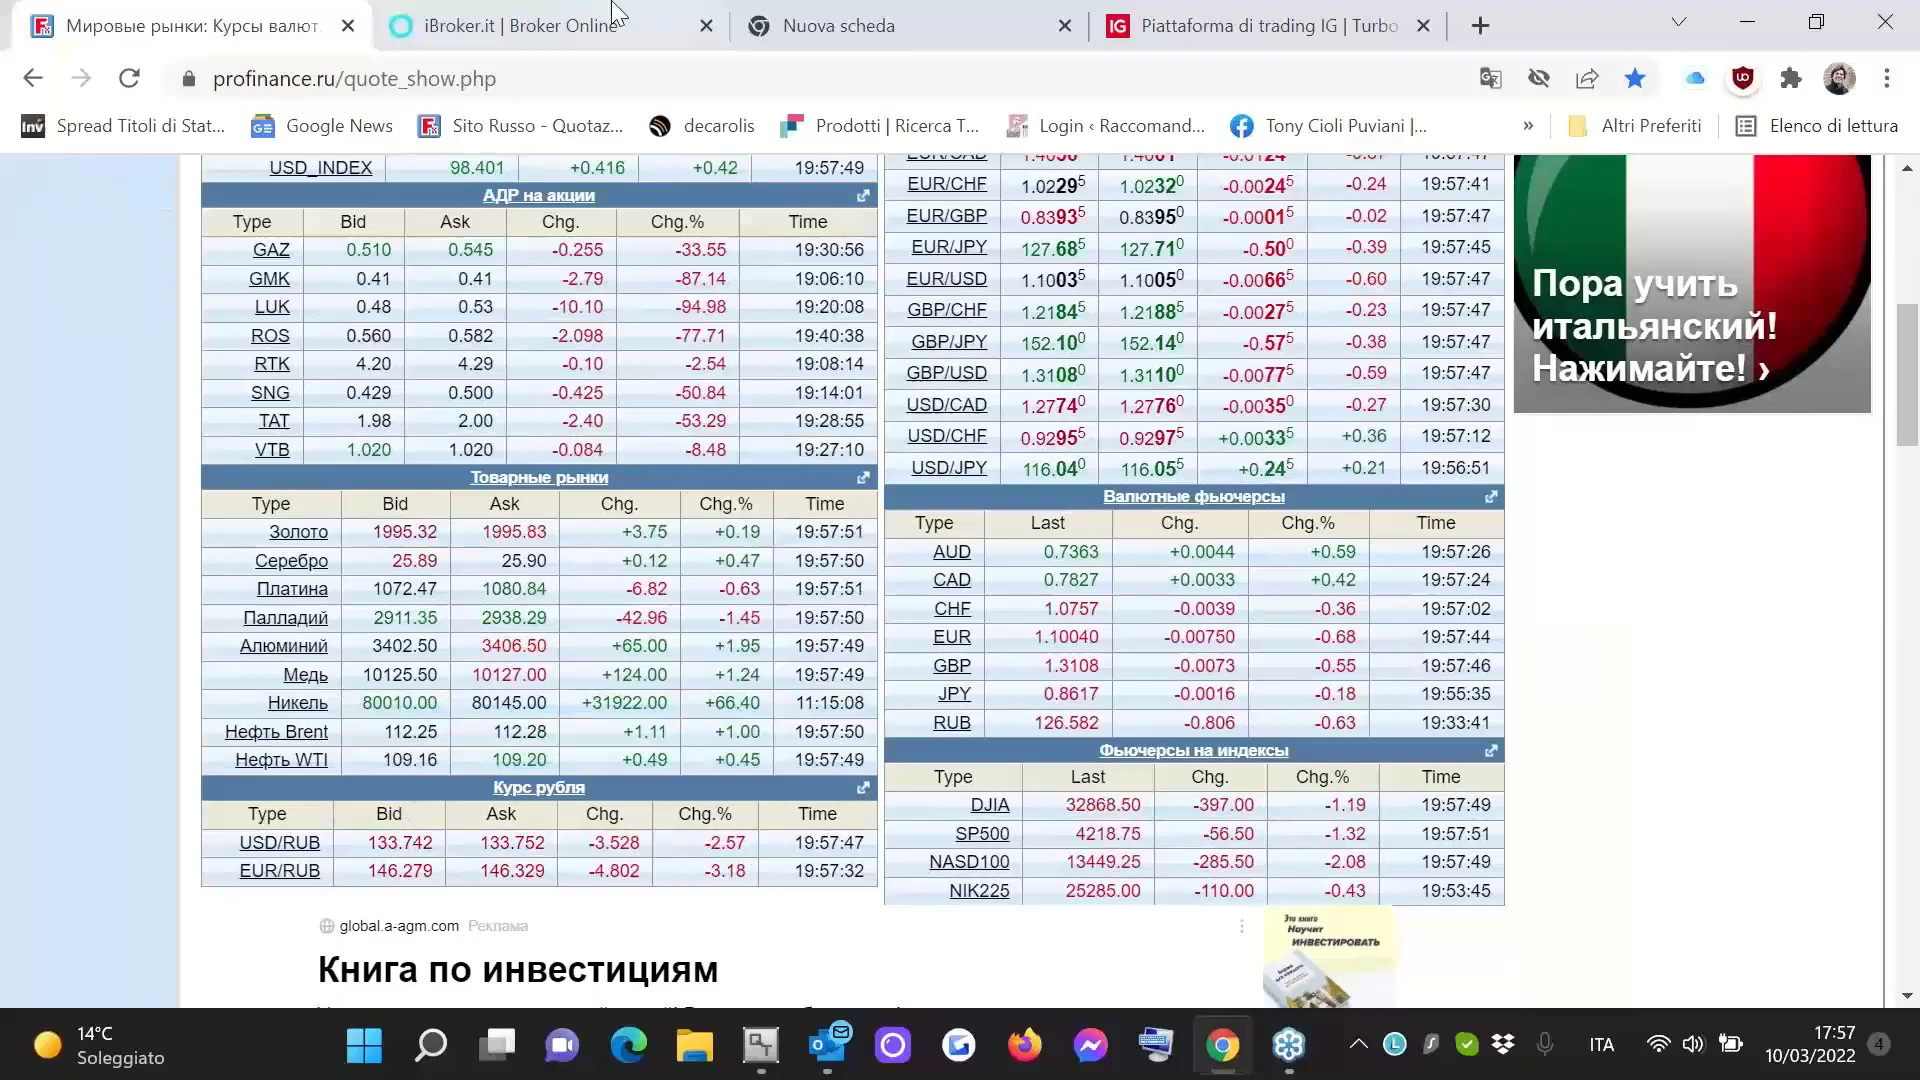 Мировые рынки: Курсы валют
iBroker.it | Broker Online
Nuova scheda
Piattaforma di trading IG | Turbo
profinance.ru/quote_show.php
Spread Titoli di Stat...
Google News
Sito Russo - Quotaz...
decarolis
Prodotti | Ricerca T...
Login ‹ Raccomand...
Tony Cioli Puviani |...
»
Altri Preferiti
Elenco di lettura
USD_INDEX 98.401 +0.416 +0.42 19:57:49
АДР на акции
Type Bid Ask Chg. Chg.% Time
GAZ 0.510 0.545 -0.255 -33.55 19:30:56
GMK 0.41 0.41 -2.79 -87.14 19:06:10
LUK 0.48 0.53 -10.10 -94.98 19:20:08
ROS 0.560 0.582 -2.098 -77.71 19:40:38
RTK 4.20 4.29 -0.10 -2.54 19:08:14
SNG 0.429 0.500 -0.425 -50.84 19:14:01
TAT 1.98 2.00 -2.40 -53.29 19:28:55
VTB 1.020 1.020 -0.084 -8.48 19:27:10
Товарные рынки
Type Bid Ask Chg. Chg.% Time
Золото 1995.32 1995.83 +3.75 +0.19 19:57:51
Серебро 25.89 25.90 +0.12 +0.47 19:57:50
Платина 1072.47 1080.84 -6.82 -0.63 19:57:51
Палладий 2911.35 2938.29 -42.96 -1.45 19:57:50
Алюминий 3402.50 3406.50 +65.00 +1.95 19:57:49
Медь 10125.50 10127.00 +124.00 +1.24 19:57:49
Никель 80010.00 80145.00 +31922.00 +66.40 11:15:08
Нефть Brent 112.25 112.28 +1.11 +1.00 19:57:50
Нефть WTI 109.16 109.20 +0.49 +0.45 19:57:49
Курс рубля
Type Bid Ask Chg. Chg.% Time
USD/RUB 133.742 133.752 -3.528 -2.57 19:57:47
EUR/RUB 146.279 146.329 -4.802 -3.18 19:57:32
EUR/CHF 1.02295 1.02320 -0.00245 -0.24 19:57:41
EUR/GBP 0.83935 0.83950 -0.00015 -0.02 19:57:47
EUR/JPY 127.685 127.710 -0.500 -0.39 19:57:45
EUR/USD 1.10035 1.10050 -0.00665 -0.60 19:57:47
GBP/CHF 1.21845 1.21885 -0.00275 -0.23 19:57:47
GBP/JPY 152.100 152.140 -0.575 -0.38 19:57:47
GBP/USD 1.31080 1.31100 -0.00775 -0.59 19:57:47
USD/CAD 1.27740 1.27760 -0.00350 -0.27 19:57:30
USD/CHF 0.92955 0.92975 +0.00335 +0.36 19:57:12
USD/JPY 116.040 116.055 +0.245 +0.21 19:56:51
Валютные фьючерсы
Type Last Chg. Chg.% Time
AUD 0.7363 +0.0044 +0.59 19:57:26
CAD 0.7827 +0.0033 +0.42 19:57:24
CHF 1.0757 -0.0039 -0.36 19:57:02
EUR 1.10040 -0.00750 -0.68 19:57:44
GBP 1.3108 -0.0073 -0.55 19:57:46
JPY 0.8617 -0.0016 -0.18 19:55:35
RUB 126.582 -0.806 -0.63 19:33:41
Фьючерсы на индексы
Type Last Chg. Chg.% Time
DJIA 32868.50 -397.00 -1.19 19:57:49
SP500 4218.75 -56.50 -1.32 19:57:51
NASD100 13449.25 -285.50 -2.08 19:57:49
NIK225 25285.00 -110.00 -0.43 19:53:45
Пора учить
итальянский!
Нажимайте! ›
global.a-agm.com Реклама
Книга по инвестициям
Эта книга
Научит
ИНВЕСТИРОВАТЬ
14°C
Soleggiato
ITA
17:57
10/03/2022
4